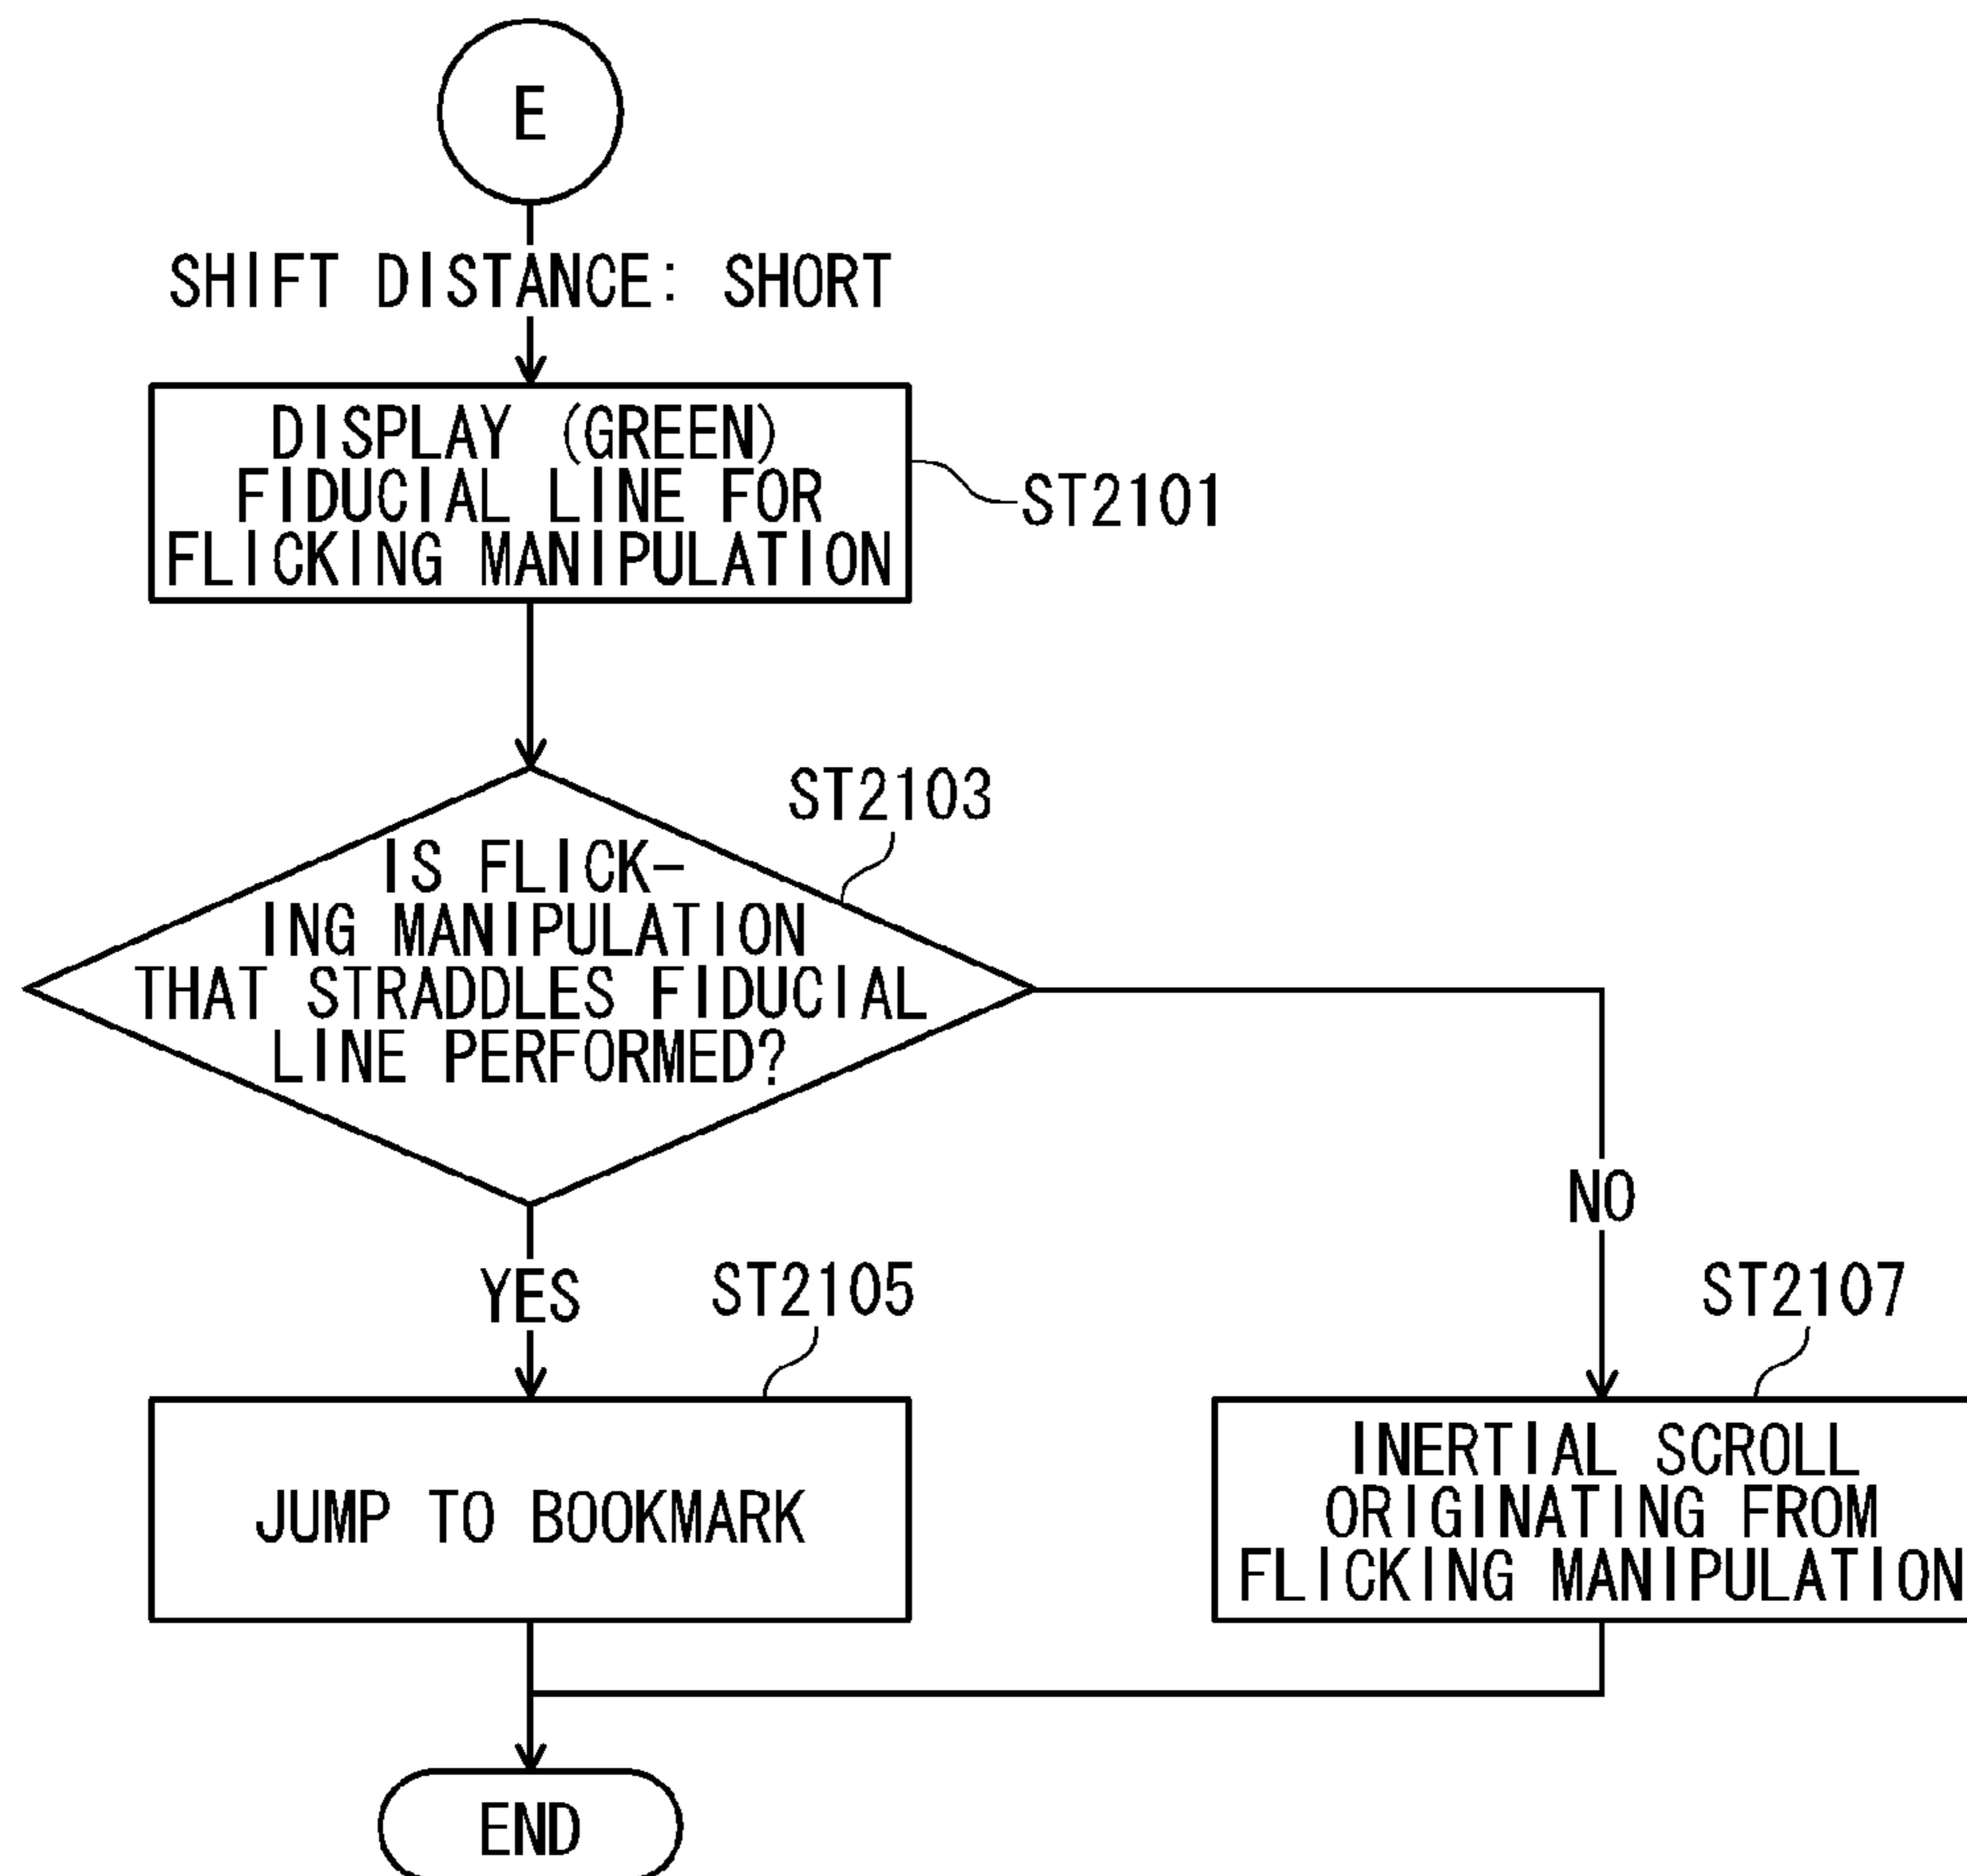 E
SHIFT DISTANCE: SHORT
DISPLAY (GREEN)
FIDUCIAL LINE FOR
FLICKING MANIPULATION
ST2101
ST2103
IS FLICK-
ING MANIPULATION
THAT STRADDLES FIDUCIAL
LINE PERFORMED?
NO
YES
ST2105
ST2107
JUMP TO BOOKMARK
INERTIAL SCROLL
ORIGINATING FROM
FLICKING MANIPULATION
END